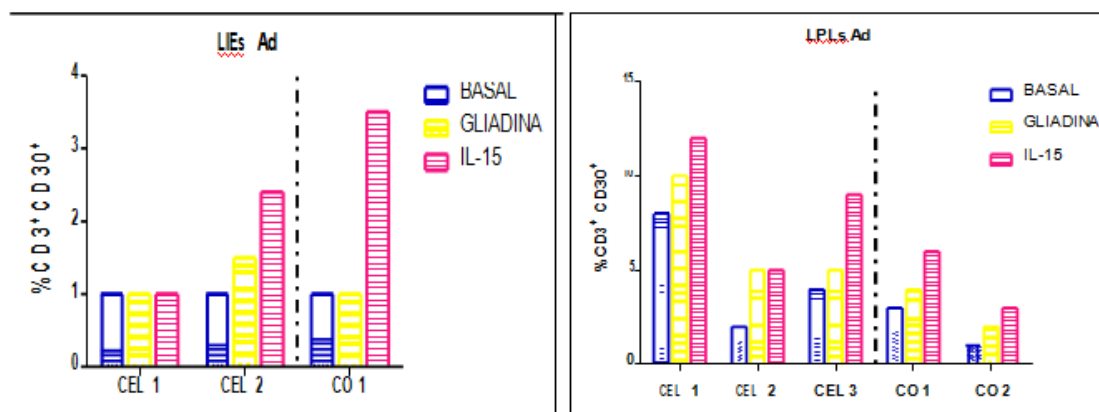 LIEs Ad
4
3
2
1
0
%CD3⁺CD30⁺
BASAL
GLIADINA
IL-15
CEL 1 CEL 2 CO 1
LPLs Ad
15
10
5
0
%CD3⁺ CD30⁺
BASAL
GLIADINA
IL-15
CEL 1 CEL 2 CEL 3 CO 1 CO 2